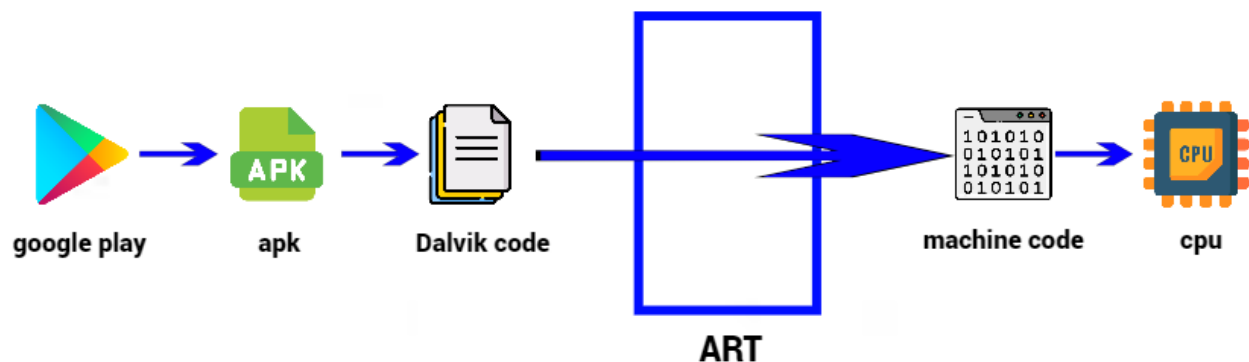 APK
101010
010101
101010
010101
CPU
google play
apk
Dalvik code
machine code
cpu
ART